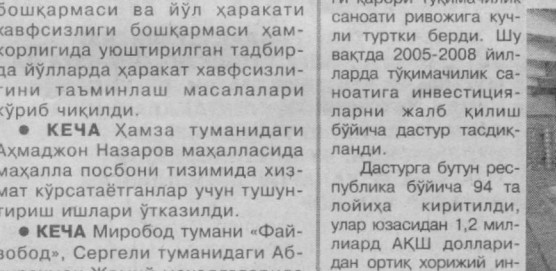 бошқармаси ва йўл ҳаракати
хавфсизлиги бошқармаси ҳам-
корлигида уюштирилган тадбир-
да йўлларда ҳаракат хавфсизли-
гини таъминлаш масалалари
кўриб чиқилди.
● КЕЧА Ҳамза туманидаги
Аҳмаджон Назаров маҳалласида
маҳалла посбони тизимида хиз-
мат кўрсатаётганлар учун тушун-
тириш ишлари ўтказилди.
● КЕЧА Миробод тумани «Фай-
зобод», Сергели туманидаги Аб-
қарори тўқимачилик
саноати ривожига куч-
ли туртки берди. Шу
вақтда 2005-2008 йил-
ларда тўқимачилик са-
ноатига инвестиция-
ларни жалб қилиш
бўйича дастур тасдиқ-
ланди.
Дастурга бутун рес-
публика бўйича 94 та
лойиҳа киритилди,
улар юзасидан 1,2 мил-
лиард АҚШ доллари-
дан ортиқ хорижий ин-